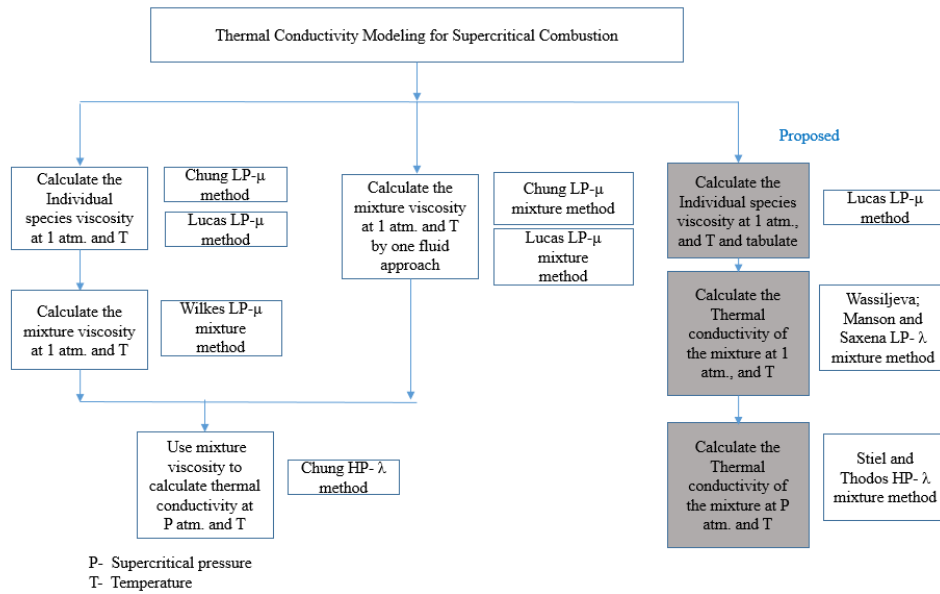 Thermal Conductivity Modeling for Supercritical Combustion
Proposed
Calculate the
Individual
species viscosity
at 1 atm. and T
Chung LP-μ
method
Lucas LP-μ
method
Calculate the
mixture viscosity
at 1 atm. and T
Wilkes LP-μ
mixture
method
Calculate the
mixture viscosity
at 1 atm. and T
by one fluid
approach
Chung LP-μ
mixture method
Lucas LP-μ
mixture
method
Use mixture
viscosity to
calculate thermal
conductivity at
P atm. and T
Chung HP- λ
method
Calculate the
Individual species
viscosity at 1 atm.,
and T and tabulate
Lucas LP-μ
method
Calculate the
Thermal
conductivity of
the mixture at 1
atm., and T
Wassiljeva;
Manson and
Saxena LP- λ
mixture method
Calculate the
Thermal
conductivity of
the mixture at P
atm. and T
Stiel and
Thodos HP- λ
mixture method
P- Supercritical pressure
T- Temperature